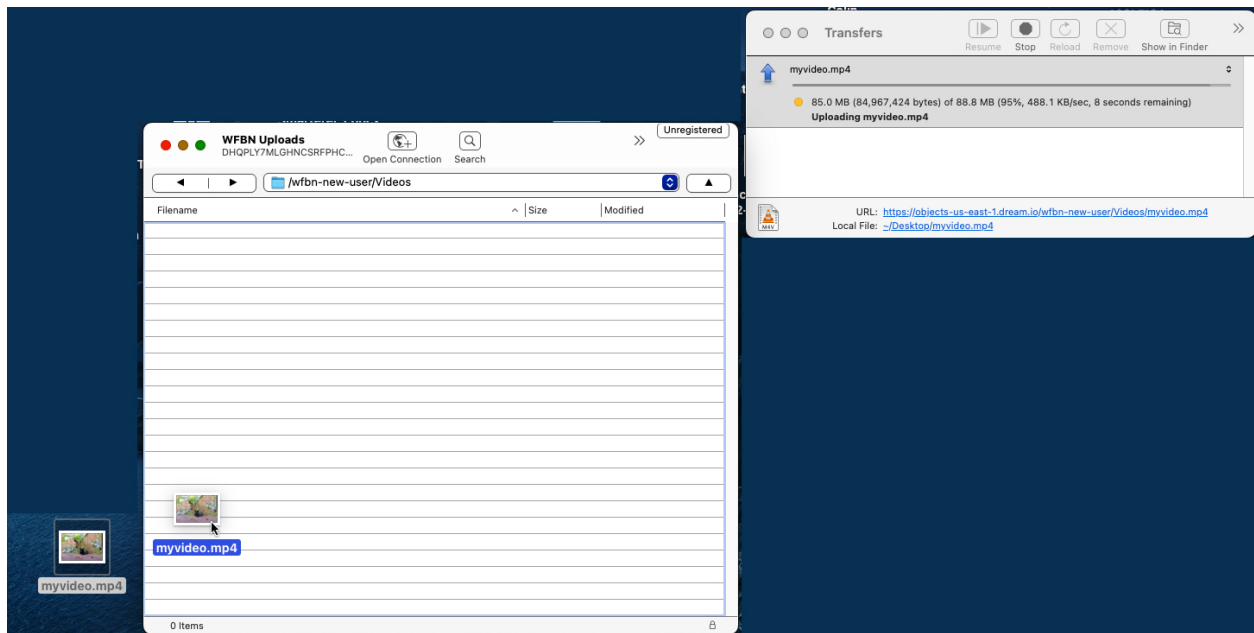 WFBN Uploads
DHQPLY7MLGHNCSRFPHC...
Open Connection
Search
Unregistered
/wfbn-new-user/Videos
Filename
Size
Modified
myvideo.mp4
myvideo.mp4
0 Items
Transfers
Resume
Stop
Reload
Remove
Show in Finder
myvideo.mp4
85.0 MB (84,967,424 bytes) of 88.8 MB (95%, 488.1 KB/sec, 8 seconds remaining)
Uploading myvideo.mp4
M4V
URL: https://objects-us-east-1.dream.io/wfbn-new-user/Videos/myvideo.mp4
Local File: ~/Desktop/myvideo.mp4